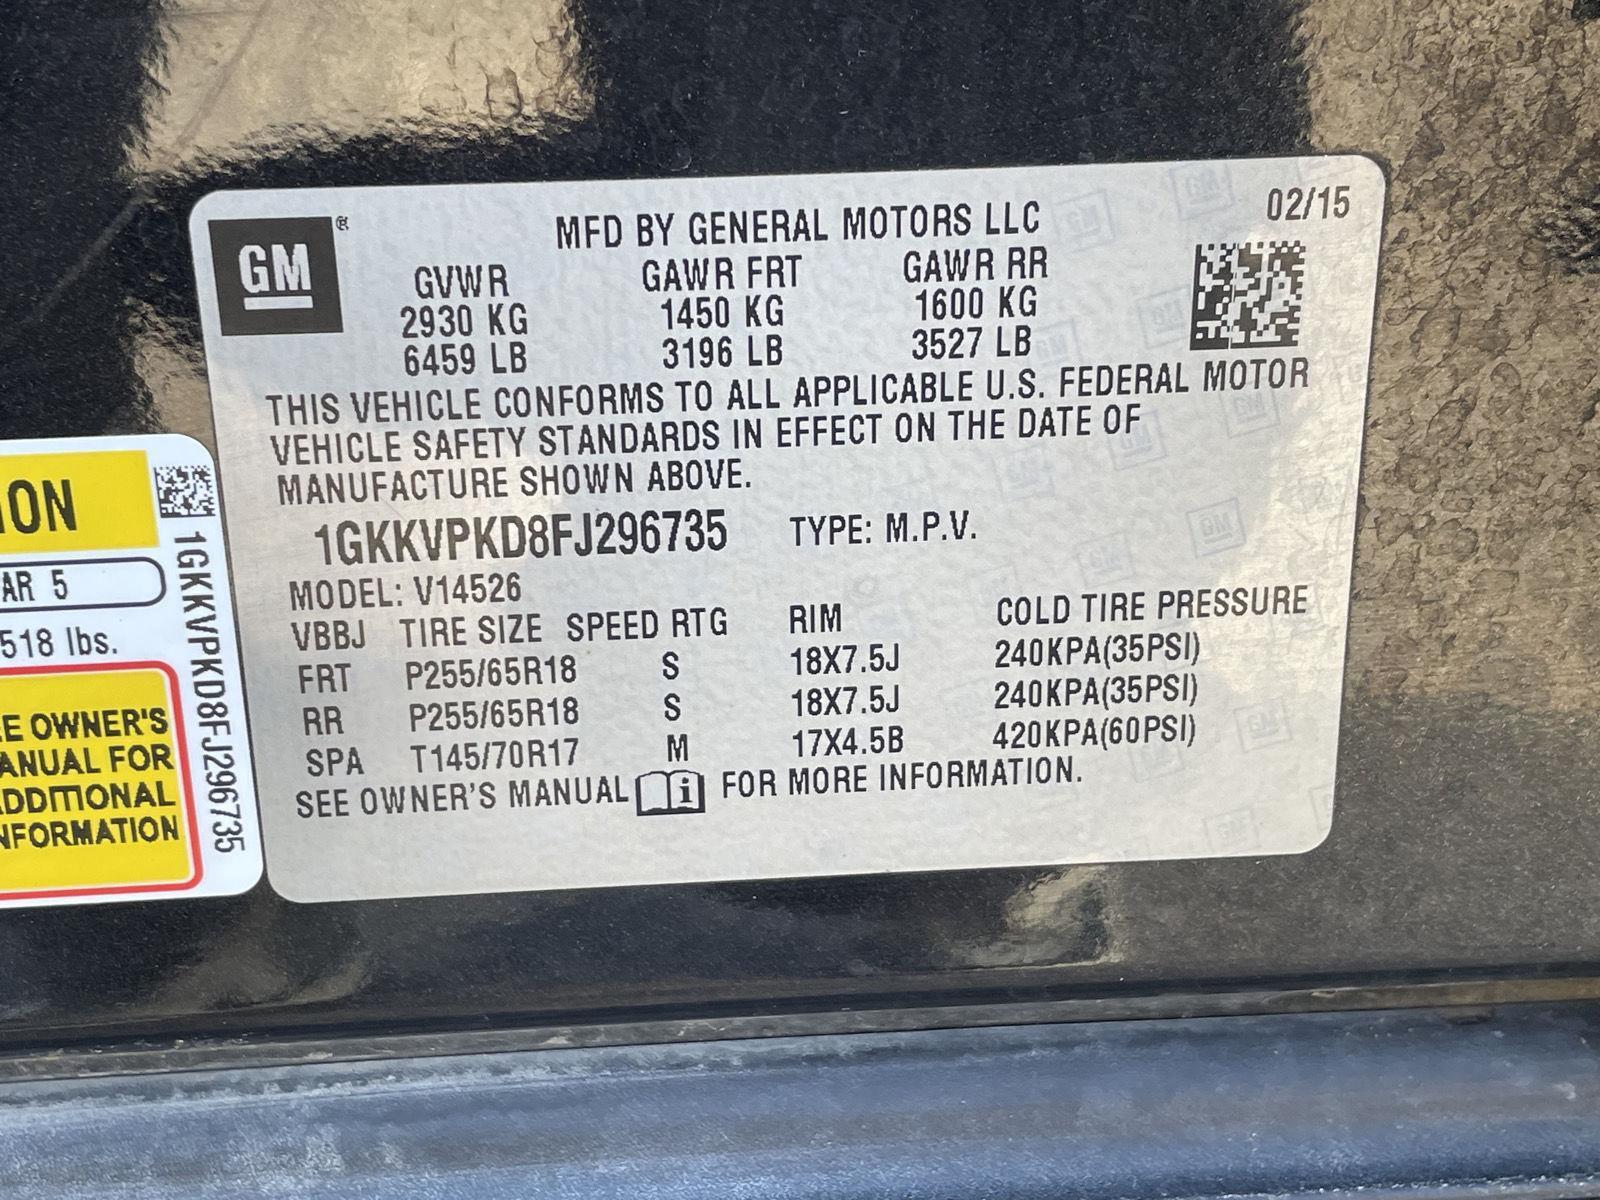 GM®
MFD BY GENERAL MOTORS LLC 02/15
GVWR GAWR FRT GAWR RR
2930 KG 1450 KG 1600 KG
6459 LB 3196 LB 3527 LB
THIS VEHICLE CONFORMS TO ALL APPLICABLE U.S. FEDERAL MOTOR
VEHICLE SAFETY STANDARDS IN EFFECT ON THE DATE OF
MANUFACTURE SHOWN ABOVE.
1GKKVPKD8FJ296735 TYPE: M.P.V.
MODEL: V14526
VBBJ TIRE SIZE SPEED RTG RIM COLD TIRE PRESSURE
FRT P255/65R18 S 18X7.5J 240KPA(35PSI)
RR P255/65R18 S 18X7.5J 240KPA(35PSI)
SPA T145/70R17 M 17X4.5B 420KPA(60PSI)
SEE OWNER'S MANUAL i FOR MORE INFORMATION.
ION
AR 5
518 lbs.
EE OWNER'S
ANUAL FOR
ADDITIONAL
NFORMATION
1GKKVPKD8FJ296735